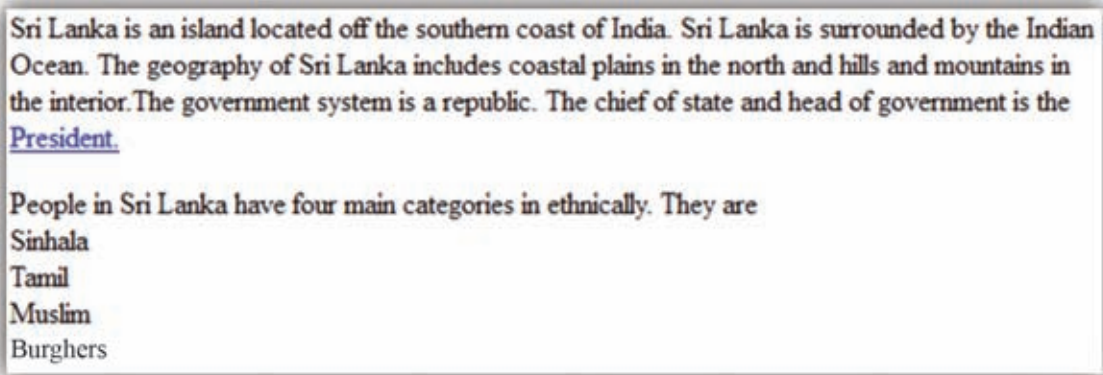 Sri Lanka is an island located off the southern coast of India. Sri Lanka is surrounded by the Indian
Ocean. The geography of Sri Lanka includes coastal plains in the north and hills and mountains in
the interior.The government system is a republic. The chief of state and head of government is the
President.
People in Sri Lanka have four main categories in ethnically. They are
Sinhala
Tamil
Muslim
Burghers